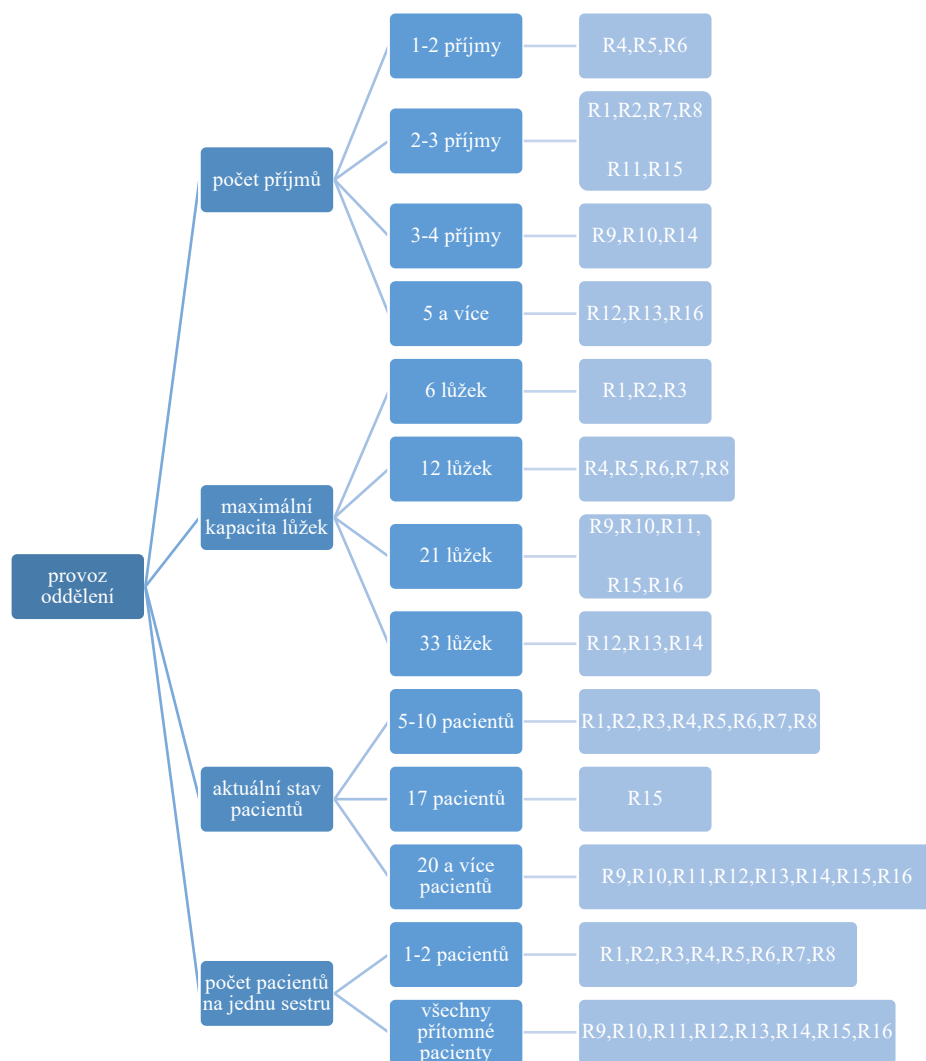 provoz
oddělení
počet příjmů
1-2 příjmy
R4,R5,R6
2-3 příjmy
R1,R2,R7,R8
R11,R15
3-4 příjmy
R9,R10,R14
5 a více
R12,R13,R16
maximální
kapacita lůžek
6 lůžek
R1,R2,R3
12 lůžek
R4,R5,R6,R7,R8
21 lůžek
R9,R10,R11,
R15,R16
33 lůžek
R12,R13,R14
aktuální stav
pacientů
5-10 pacientů
R1,R2,R3,R4,R5,R6,R7,R8
17 pacientů
R15
20 a více
pacientů
R9,R10,R11,R12,R13,R14,R15,R16
počet pacientů
na jednu sestru
1-2 pacientů
R1,R2,R3,R4,R5,R6,R7,R8
všechny
přítomné
pacienty
R9,R10,R11,R12,R13,R14,R15,R16